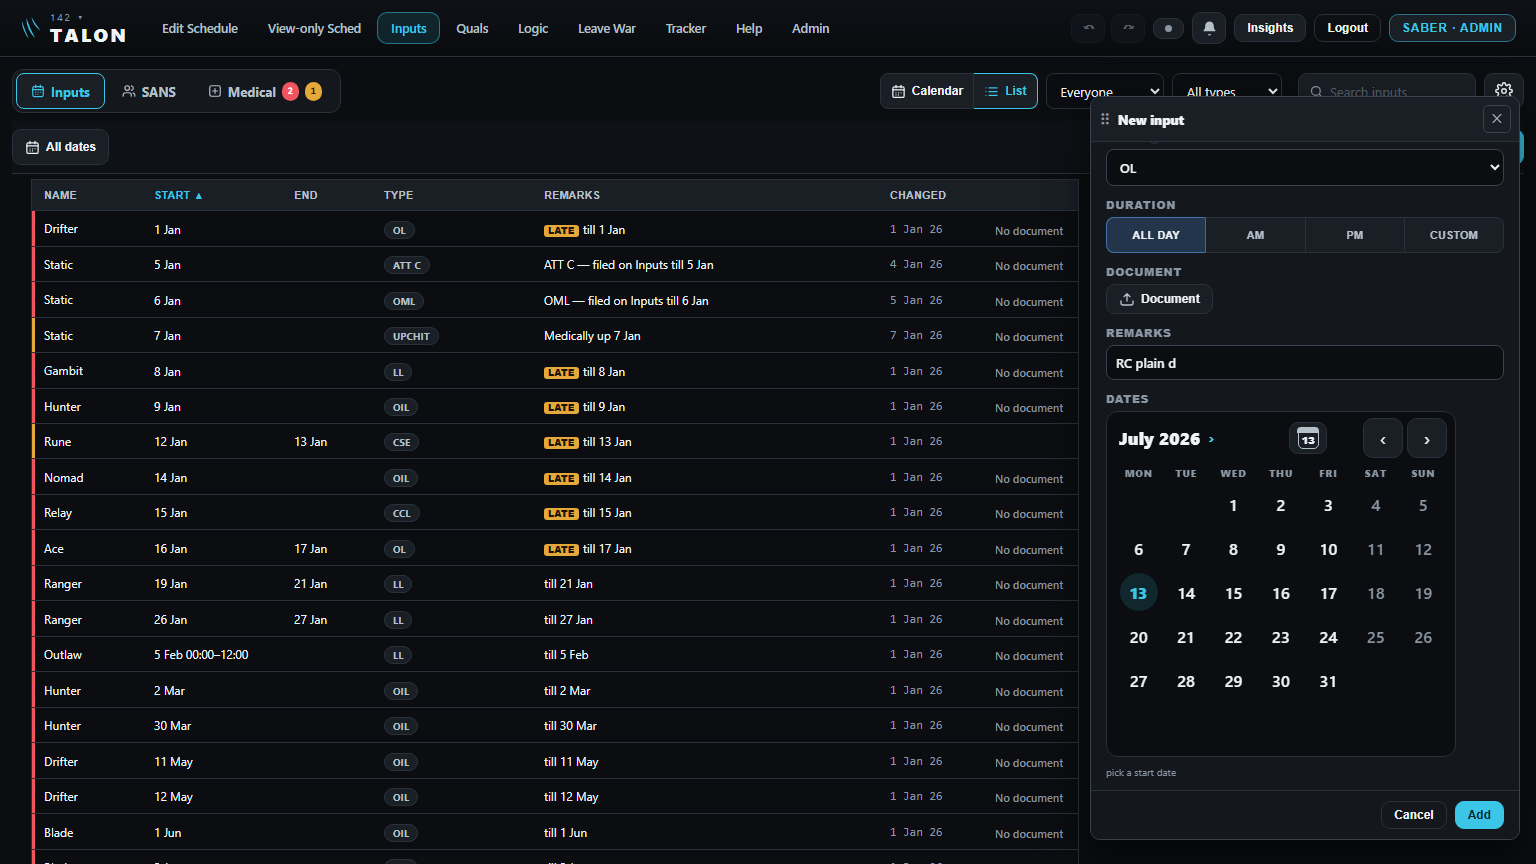 142
TALON
Edit Schedule
View-only Sched
Inputs
Quals
Logic
Leave War
Tracker
Help
Admin
Insights
Logout
SABER · ADMIN
Inputs
SANS
Medical 2 1
Calendar
List
Everyone
All types
Search inputs
All dates
NAME START ▲ END TYPE REMARKS CHANGED
Drifter 1 Jan OL LATE till 1 Jan 1 Jan 26 No document
Static 5 Jan ATT C ATT C — filed on Inputs till 5 Jan 4 Jan 26 No document
Static 6 Jan OML OML — filed on Inputs till 6 Jan 5 Jan 26 No document
Static 7 Jan UPCHIT Medically up 7 Jan 7 Jan 26 No document
Gambit 8 Jan LL LATE till 8 Jan 1 Jan 26 No document
Hunter 9 Jan OIL LATE till 9 Jan 1 Jan 26 No document
Rune 12 Jan 13 Jan CSE LATE till 13 Jan 1 Jan 26
Nomad 14 Jan OIL LATE till 14 Jan 1 Jan 26 No document
Relay 15 Jan CCL LATE till 15 Jan 1 Jan 26 No document
Ace 16 Jan 17 Jan OL LATE till 17 Jan 1 Jan 26 No document
Ranger 19 Jan 21 Jan LL till 21 Jan 1 Jan 26 No document
Ranger 26 Jan 27 Jan LL till 27 Jan 1 Jan 26 No document
Outlaw 5 Feb 00:00–12:00 LL till 5 Feb 1 Jan 26 No document
Hunter 2 Mar OIL till 2 Mar 1 Jan 26 No document
Hunter 30 Mar OIL till 30 Mar 1 Jan 26 No document
Drifter 11 May OIL till 11 May 1 Jan 26 No document
Drifter 12 May OIL till 12 May 1 Jan 26 No document
Blade 1 Jun OIL till 1 Jun 1 Jan 26 No document
New input
OL
DURATION
ALL DAY AM PM CUSTOM
DOCUMENT
Document
REMARKS
RC plain d
DATES
July 2026 › 13 ‹ ›
MON TUE WED THU FRI SAT SUN
1 2 3 4 5
6 7 8 9 10 11 12
13 14 15 16 17 18 19
20 21 22 23 24 25 26
27 28 29 30 31
pick a start date
Cancel Add